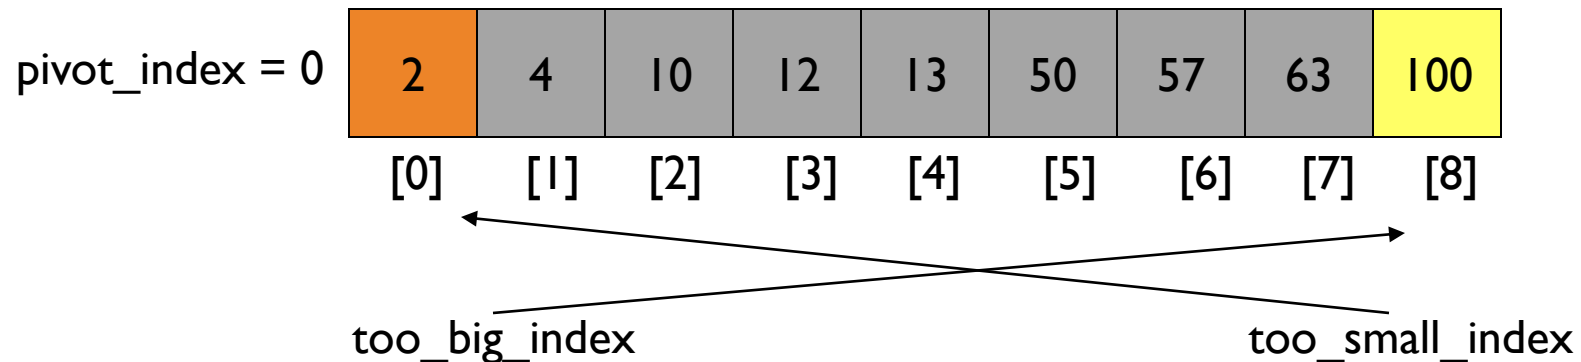 pivot_index = 0 2 4 10 12 13 50 57 63 100
[0] [1] [2] [3] [4] [5] [6] [7] [8]
too_big_index too_small_index